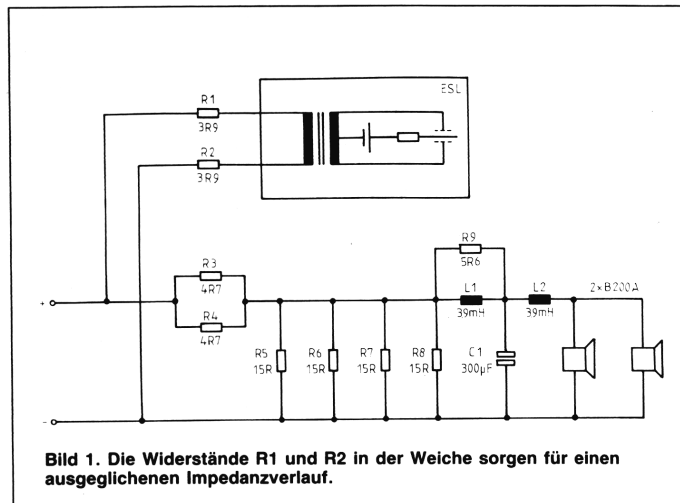 ESL
R1
3R9
R2
3R9
R9
5R6
R3
4R7
L1
39mH
L2
39mH
2×B200A
+
R4
4R7
R5
15R
R6
15R
R7
15R
R8
15R
C1
300µF
-
Bild 1. Die Widerstände R1 und R2 in der Weiche sorgen für einen
ausgeglichenen Impedanzverlauf.